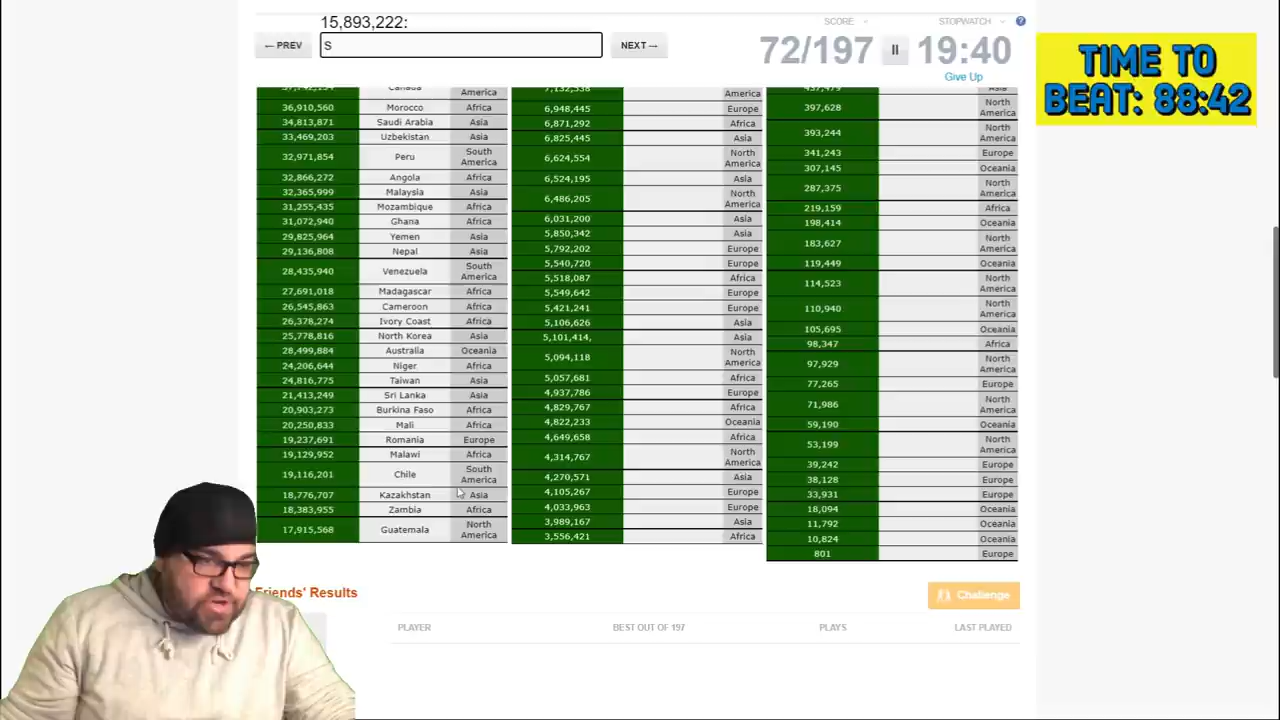 15,893,222:
SCORE
STOPWATCH
?
← PREV
S
NEXT →
72/197
19:40
Give Up
TIME TO
BEAT: 88:42
Canada America
36,910,560 Morocco Africa
34,813,871 Saudi Arabia Asia
33,469,203 Uzbekistan Asia
32,971,854 Peru South America
32,866,272 Angola Africa
32,365,999 Malaysia Asia
31,255,435 Mozambique Africa
31,072,940 Ghana Africa
29,825,964 Yemen Asia
29,136,808 Nepal Asia
28,435,940 Venezuela South America
27,691,018 Madagascar Africa
26,545,863 Cameroon Africa
26,378,274 Ivory Coast Africa
25,778,816 North Korea Asia
28,499,884 Australia Oceania
24,206,644 Niger Africa
24,816,775 Taiwan Asia
21,413,249 Sri Lanka Asia
20,903,273 Burkina Faso Africa
20,250,833 Mali Africa
19,237,691 Romania Europe
19,129,952 Malawi Africa
19,116,201 Chile South America
18,776,707 Kazakhstan Asia
18,383,955 Zambia Africa
17,915,568 Guatemala North America
7,132,538 America
6,948,445 Europe
6,871,292 Africa
6,825,445 Asia
6,624,554 North America
6,524,195 Asia
6,486,205 North America
6,031,200 Asia
5,850,342 Asia
5,792,202 Europe
5,540,720 Europe
5,518,087 Africa
5,549,642 Europe
5,421,241 Europe
5,106,626 Asia
5,101,414, Asia
5,094,118 North America
5,057,681 Africa
4,937,786 Europe
4,829,767 Africa
4,822,233 Oceania
4,649,658 Africa
4,314,767 North America
4,270,571 Asia
4,105,267 Europe
4,033,963 Europe
3,989,167 Asia
3,556,421 Africa
437,479 Asia
397,628 North America
393,244 North America
341,243 Europe
307,145 Oceania
287,375 North America
219,159 Africa
198,414 Oceania
183,627 North America
119,449 Oceania
114,523 North America
110,940 North America
105,695 Oceania
98,347 Africa
97,929 North America
77,265 Europe
71,986 North America
59,190 Oceania
53,199 North America
39,242 Europe
38,128 Europe
33,931 Europe
18,094 Oceania
11,792 Oceania
10,824 Oceania
801 Europe
Friends' Results
Challenge
PLAYER
BEST OUT OF 197
PLAYS
LAST PLAYED